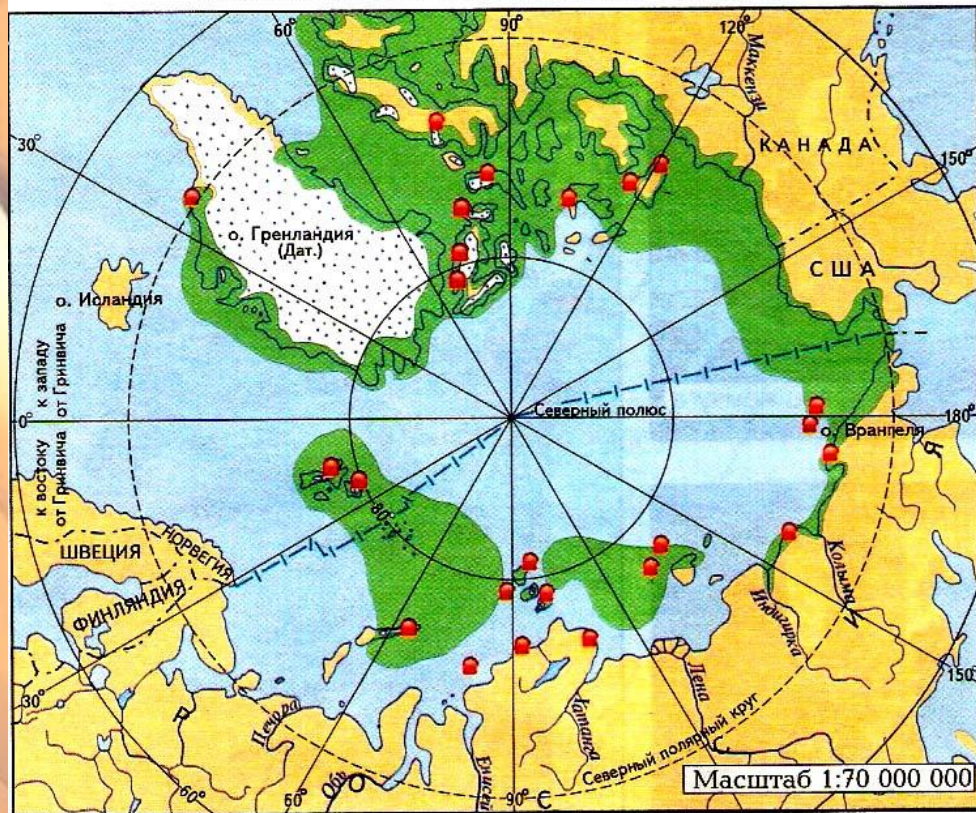 60°
90°
120°
Маккензи
30°
КАНАДА
150°
о. Гренландия
(Дат.)
США
о. Исландия
к западу
от Гринвича
0°
Северный полюс
180°
о. Врангеля
к востоку
от Гринвича
80°
ШВЕЦИЯ
НОРВЕГИЯ
ФИНЛЯНДИЯ
Колыма
Индигирка
Лена
Хатанга
Печора
Обь
Енисей
Северный полярный круг
30°
150°
60°
60°
90°
Р
О
С
И
Я
Масштаб 1:70 000 000